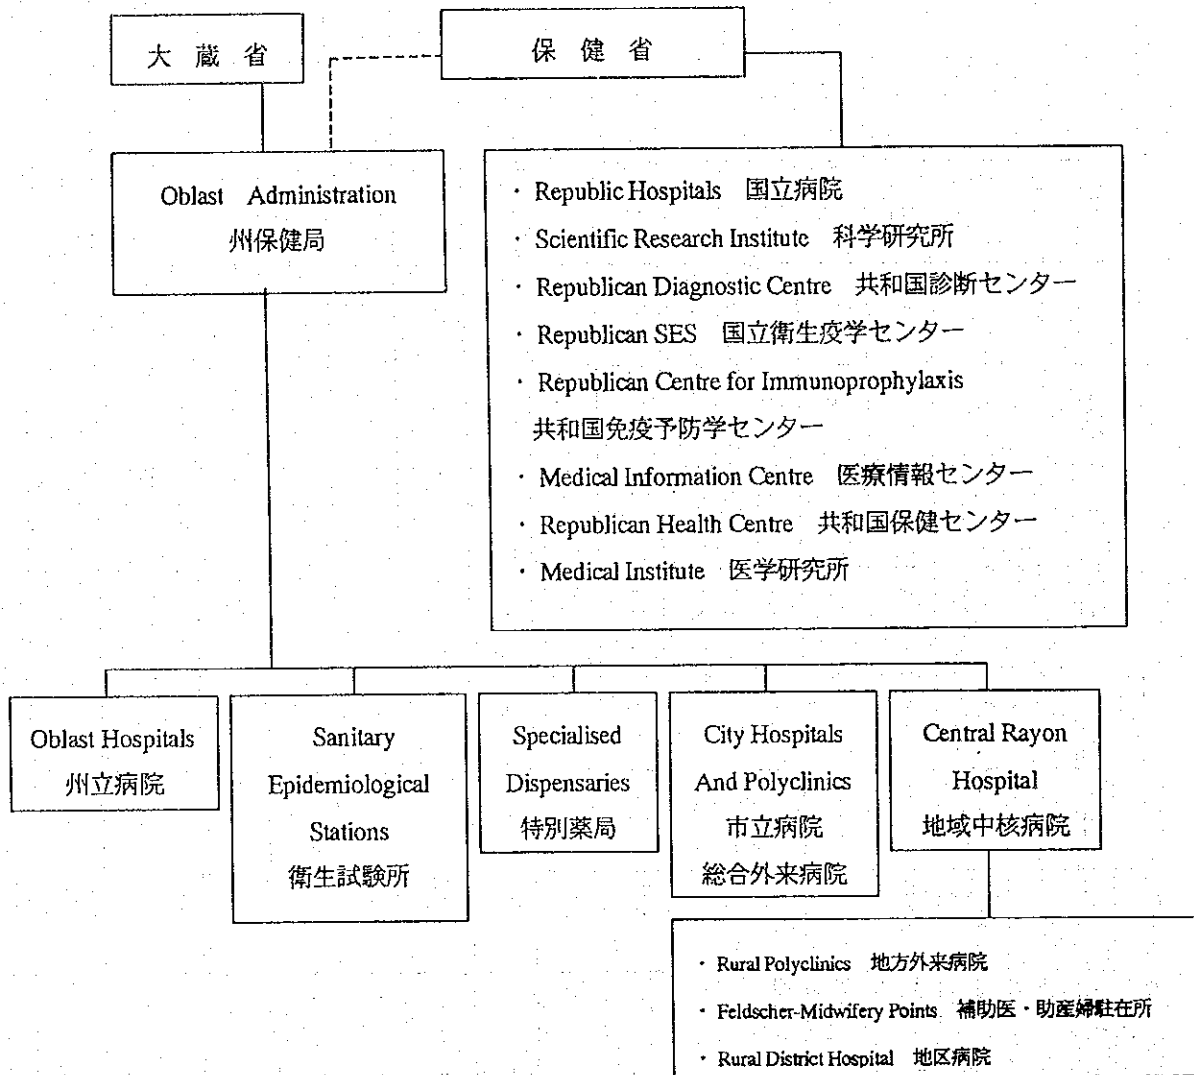 大蔵省
保健省
Oblast Administration
州保健局
・ Republic Hospitals 国立病院
・ Scientific Research Institute 科学研究所
・ Republican Diagnostic Centre 共和国診断センター
・ Republican SES 国立衛生疫学センター
・ Republican Centre for Immunoprophylaxis
共和国免疫予防学センター
・ Medical Information Centre 医療情報センター
・ Republican Health Centre 共和国保健センター
・ Medical Institute 医学研究所
Oblast Hospitals
州立病院
Sanitary
Epidemiological
Stations
衛生試験所
Specialised
Dispensaries
特別薬局
City Hospitals
And Polyclinics
市立病院
総合外来病院
Central Rayon
Hospital
地域中核病院
・ Rural Polyclinics 地方外来病院
・ Feldscher-Midwifery Points 補助医・助産婦駐在所
・ Rural District Hospital 地区病院